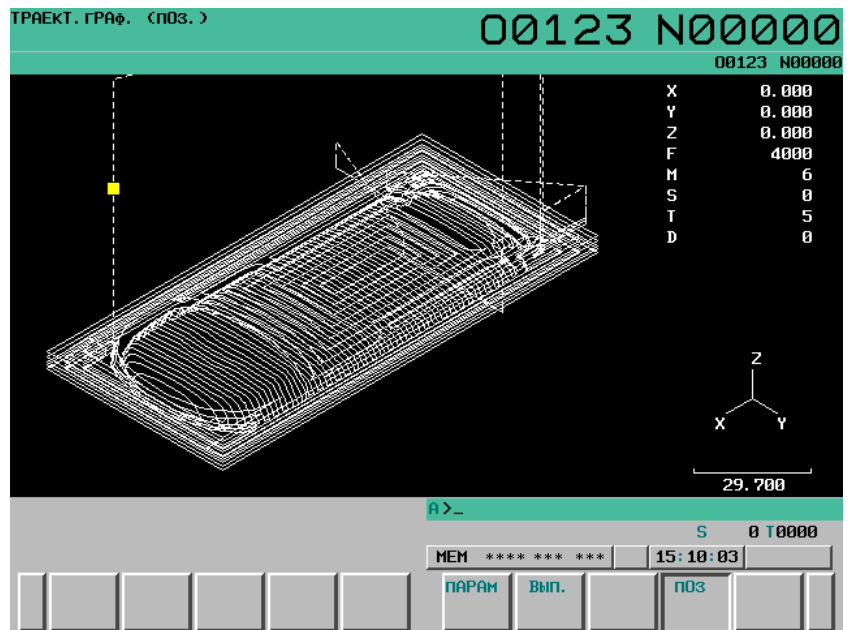 ТРАЕКТ.ГРАФ. (ПОЗ.)
O0123 N00000
O0123 N00000
X 0.000
Y 0.000
Z 0.000
F 4000
M 6
S 0
T 5
D 0
Z
X Y
29.700
A>_
S 0 T0000
MEM **** *** *** 15:10:03
ПАРАМ ВЫП. ПОЗ